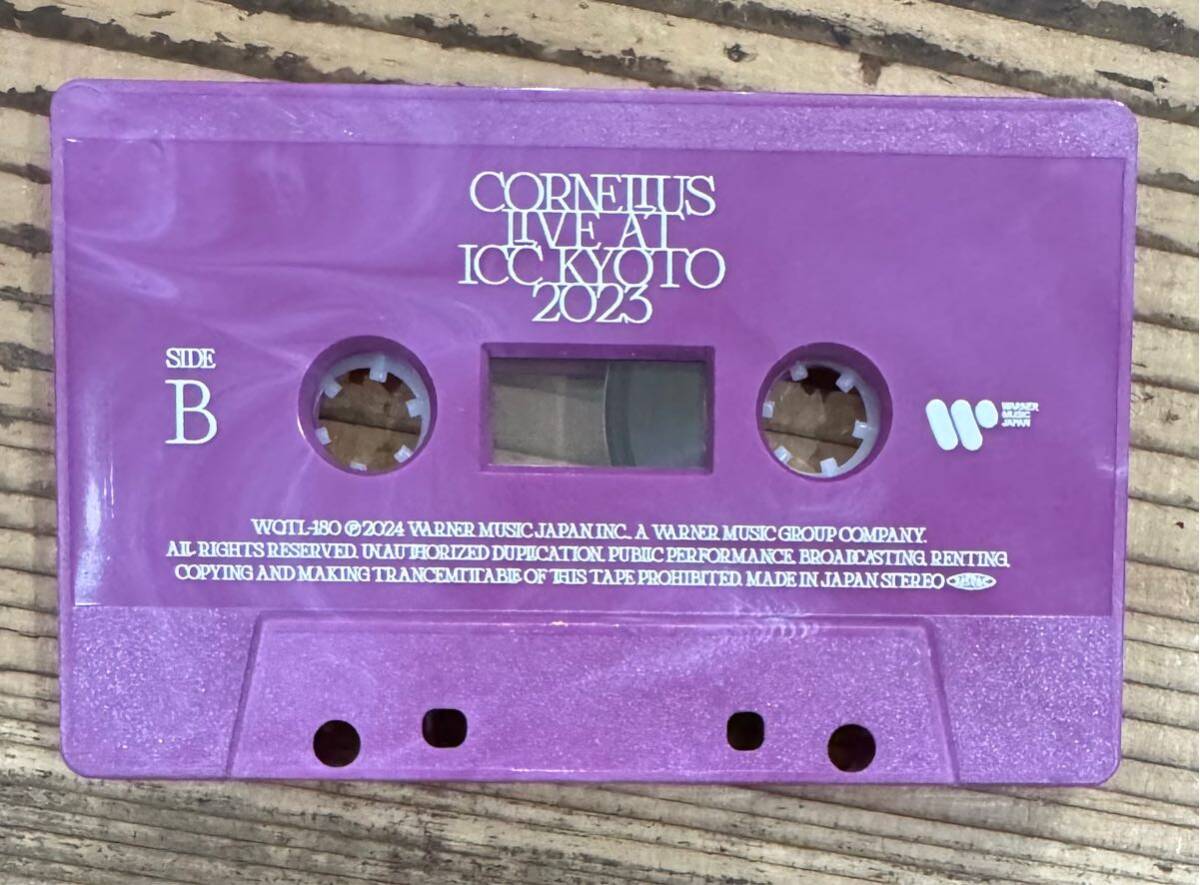 CORNELIUS
LIVE AT
ICC KYOTO
2023
SIDE
B
WARNER
MUSIC
JAPAN
WQTL-180 Ⓟ2024 WARNER MUSIC JAPAN INC., A WARNER MUSIC GROUP COMPANY.
ALL RIGHTS RESERVED. UNAUTHORIZED DUPLICATION, PUBLIC PERFORMANCE, BROADCASTING, RENTING,
COPYING AND MAKING TRANCEMITTABLE OF THIS TAPE PROHIBITED. MADE IN JAPAN STEREO